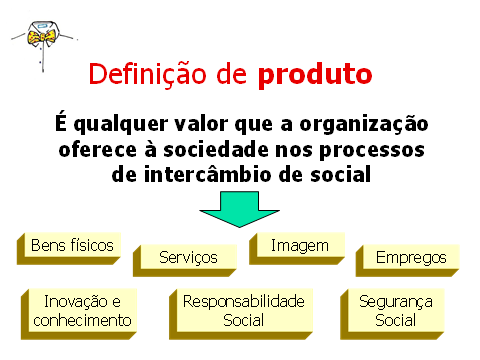 Definição de produto
É qualquer valor que a organização
oferece à sociedade nos processos
de intercâmbio de social
Bens físicos
Serviços
Imagem
Empregos
Inovação e
conhecimento
Responsabilidade
Social
Segurança
Social